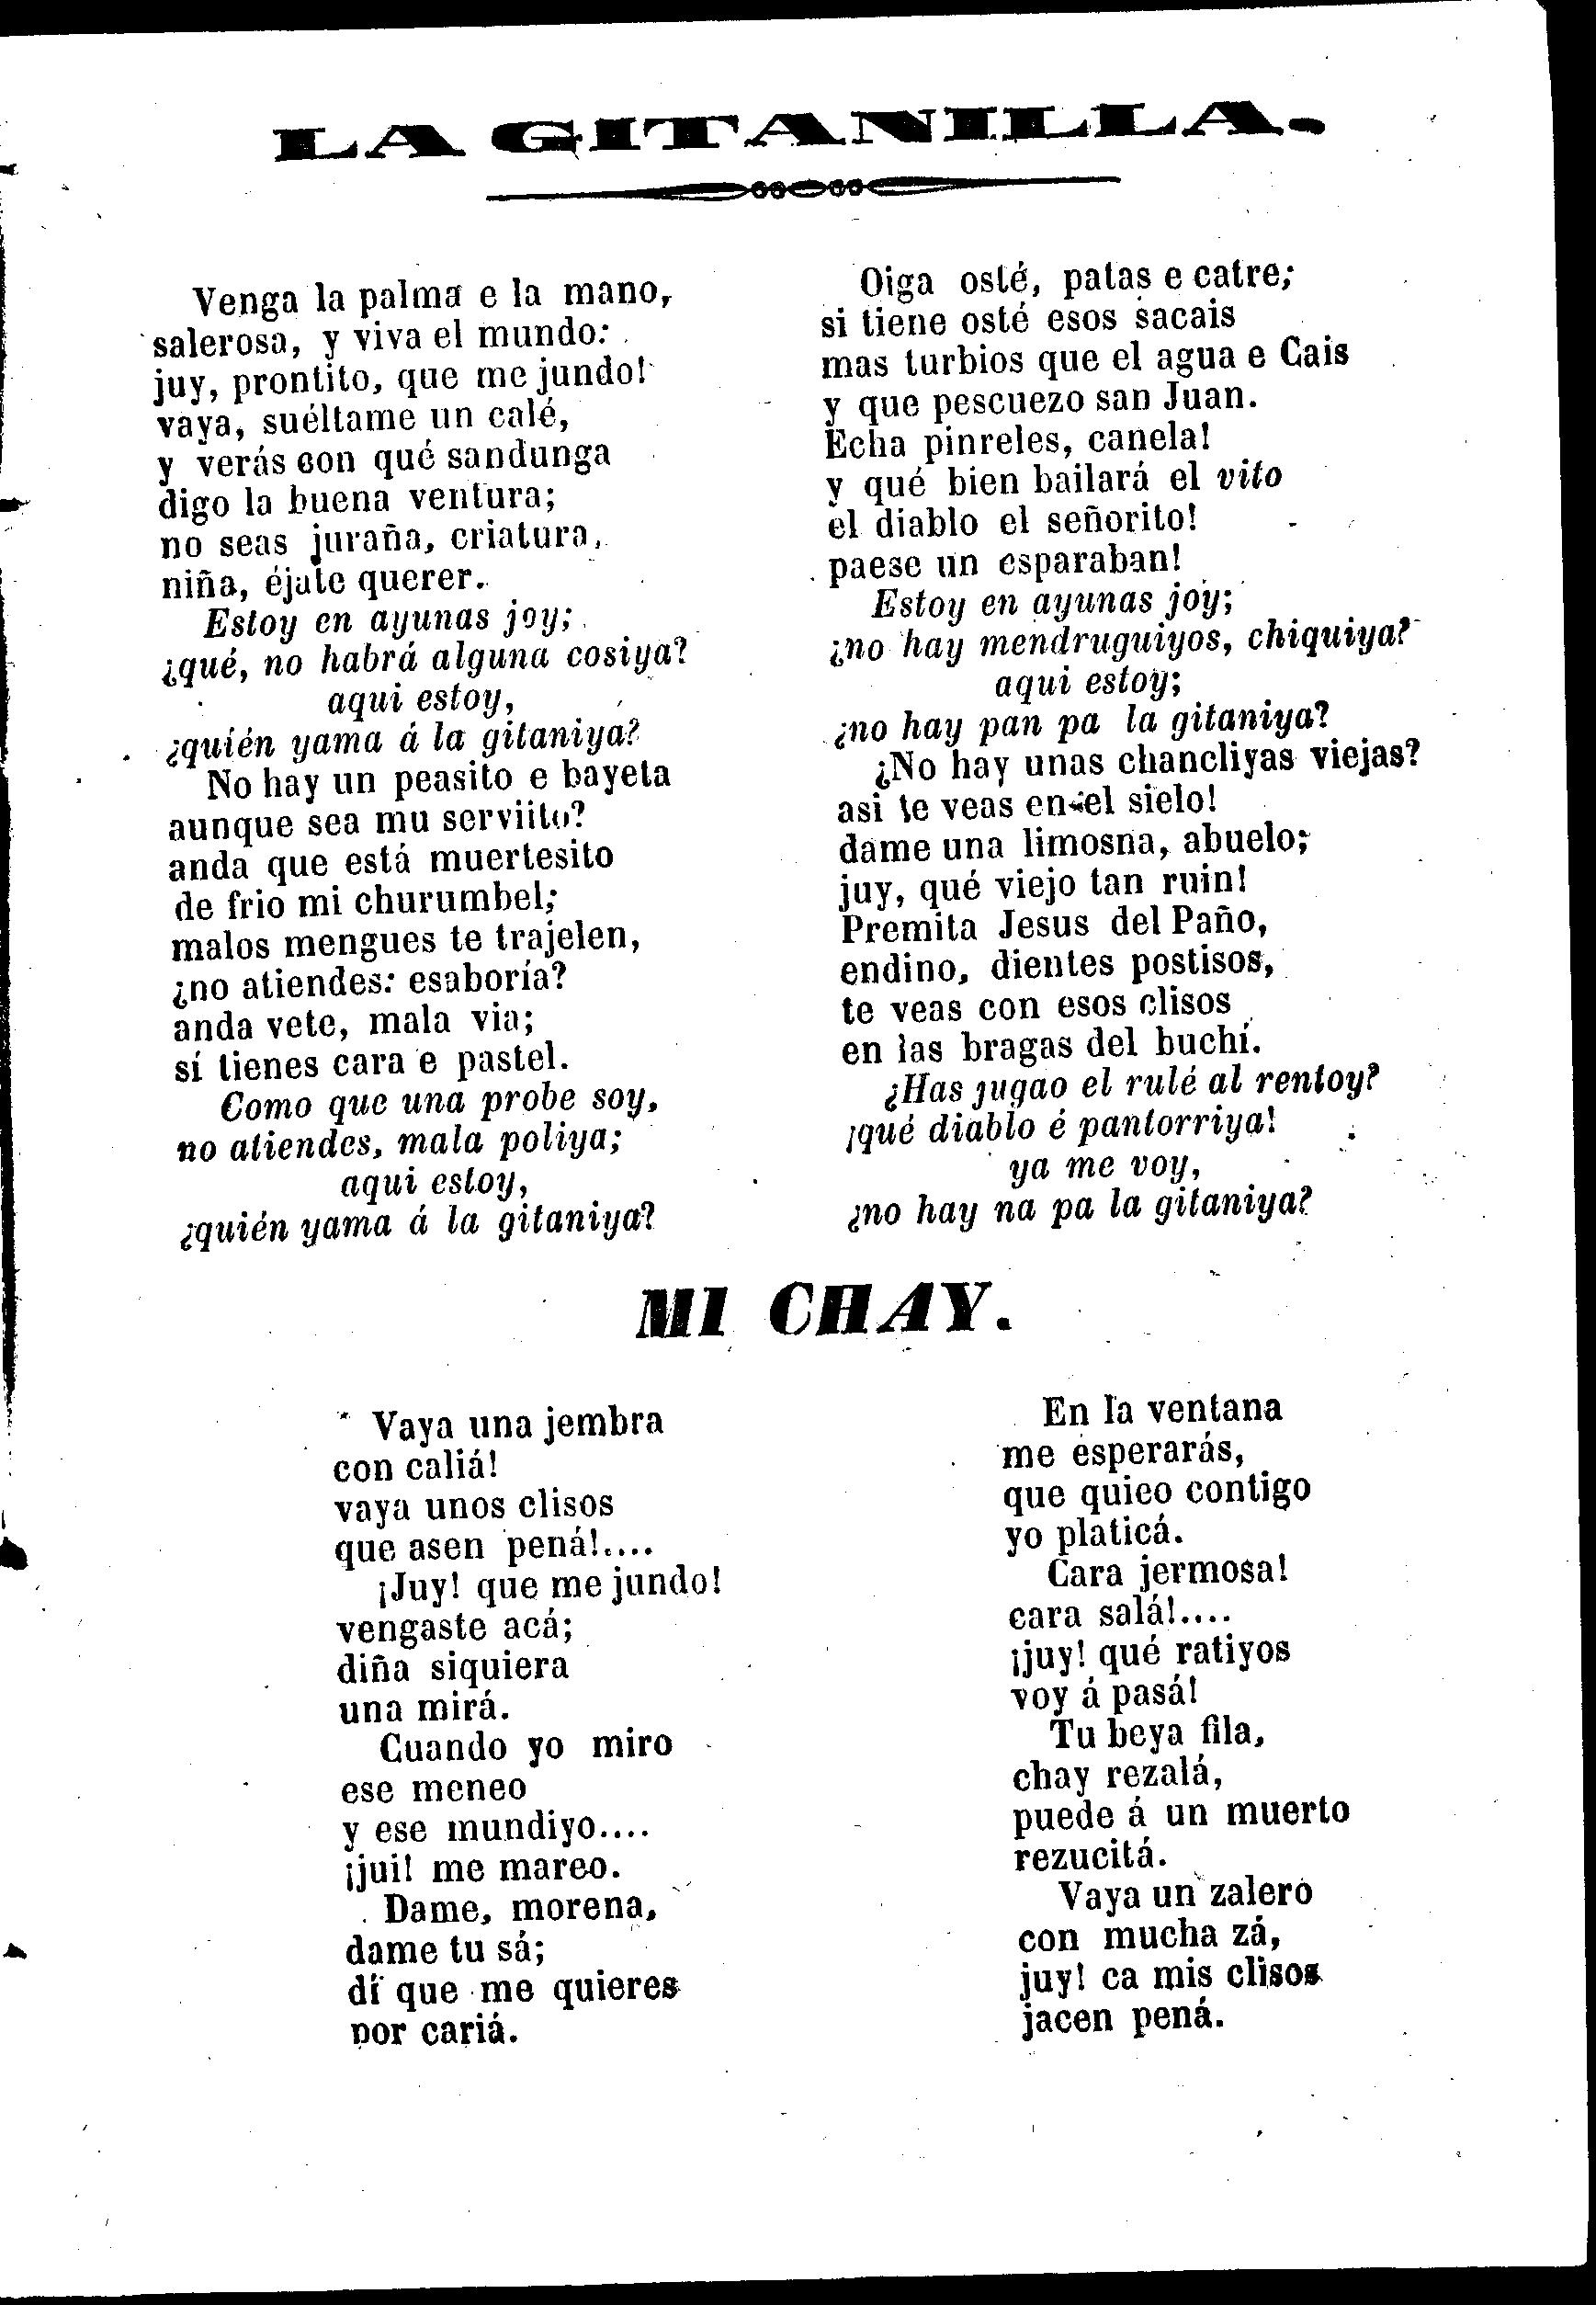 LA GITANILLA.
Venga la palma e la mano,
salerosa, y viva el mundo:
juy, prontito, que me jundo!
vaya, suéltame un calé,
y verás con qué sandunga
digo la buena ventura;
no seas juraña, criatura,
niña, éjate querer.
Estoy en ayunas joy;
¿qué, no habrá alguna cosiya?
aqui estoy,
¿quién yama á la gitaniya?
No hay un peasito e bayeta
aunque sea mu serviito?
anda que está muertesito
de frio mi churumbel;
malos mengues te trajelen,
¿no atiendes: esaboría?
anda vete, mala via;
sí tienes cara e pastel.
Como que una probe soy,
no atiendes, mala poliya;
aqui estoy,
¿quién yama á la gitaniya?
Oiga osté, patas e catre;
si tiene osté esos sacais
mas turbios que el agua e Cais
y que pescuezo san Juan.
Echa pinreles, canela!
y qué bien bailará el vito
el diablo el señorito!
paese un esparaban!
Estoy en ayunas joy;
¿no hay mendruguiyos, chiquiya?
aqui estoy;
¿no hay pan pa la gitaniya?
¿No hay unas chancliyas viejas?
asi te veas en el sielo!
dame una limosna, abuelo;
juy, qué viejo tan ruin!
Premita Jesus del Paño,
endino, dientes postisos,
te veas con esos clisos
en las bragas del buchí.
¿Has jugao el rulé al rentoy?
¡qué diablo é pantorriya!
ya me voy,
¿no hay na pa la gitaniya?
MI CHAY.
Vaya una jembra
con caliá!
vaya unos clisos
que asen pená!....
¡Juy! que me jundo!
vengaste acá;
diña siquiera
una mirá.
Cuando yo miro
ese meneo
y ese mundiyo....
¡jui! me mareo.
Dame, morena,
dame tu sá;
dí que me quieres
por cariá.
En la ventana
me esperarás,
que quieo contigo
yo platicá.
Cara jermosa!
cara salá!....
¡juy! qué ratiyos
voy á pasá!
Tu beya fila,
chay rezalá,
puede á un muerto
rezucitá.
Vaya un zalero
con mucha zá,
juy! ca mis clisos
jacen pená.